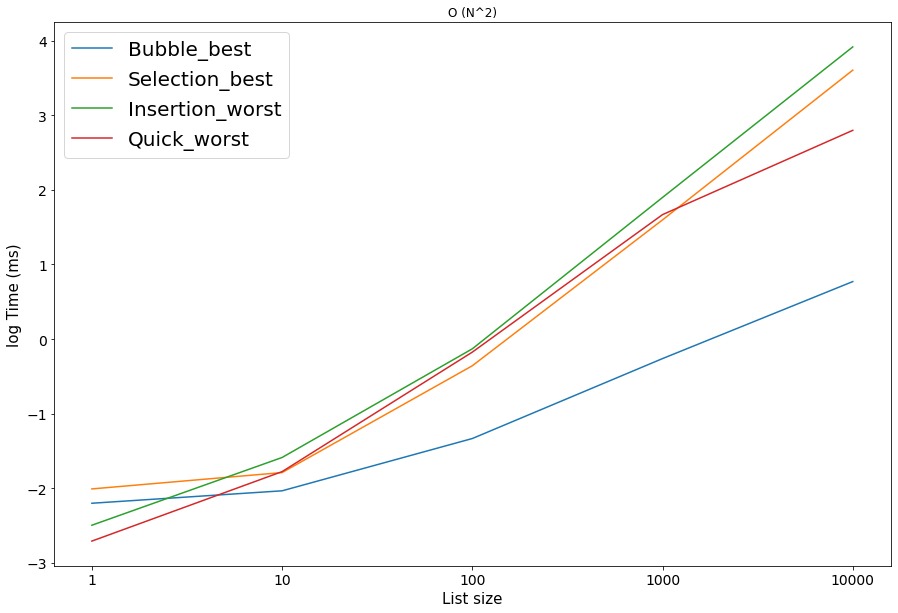 O (N^2)
Bubble_best
Selection_best
Insertion_worst
Quick_worst
4
3
2
1
0
−1
−2
−3
log Time (ms)
1 10 100 1000 10000
List size